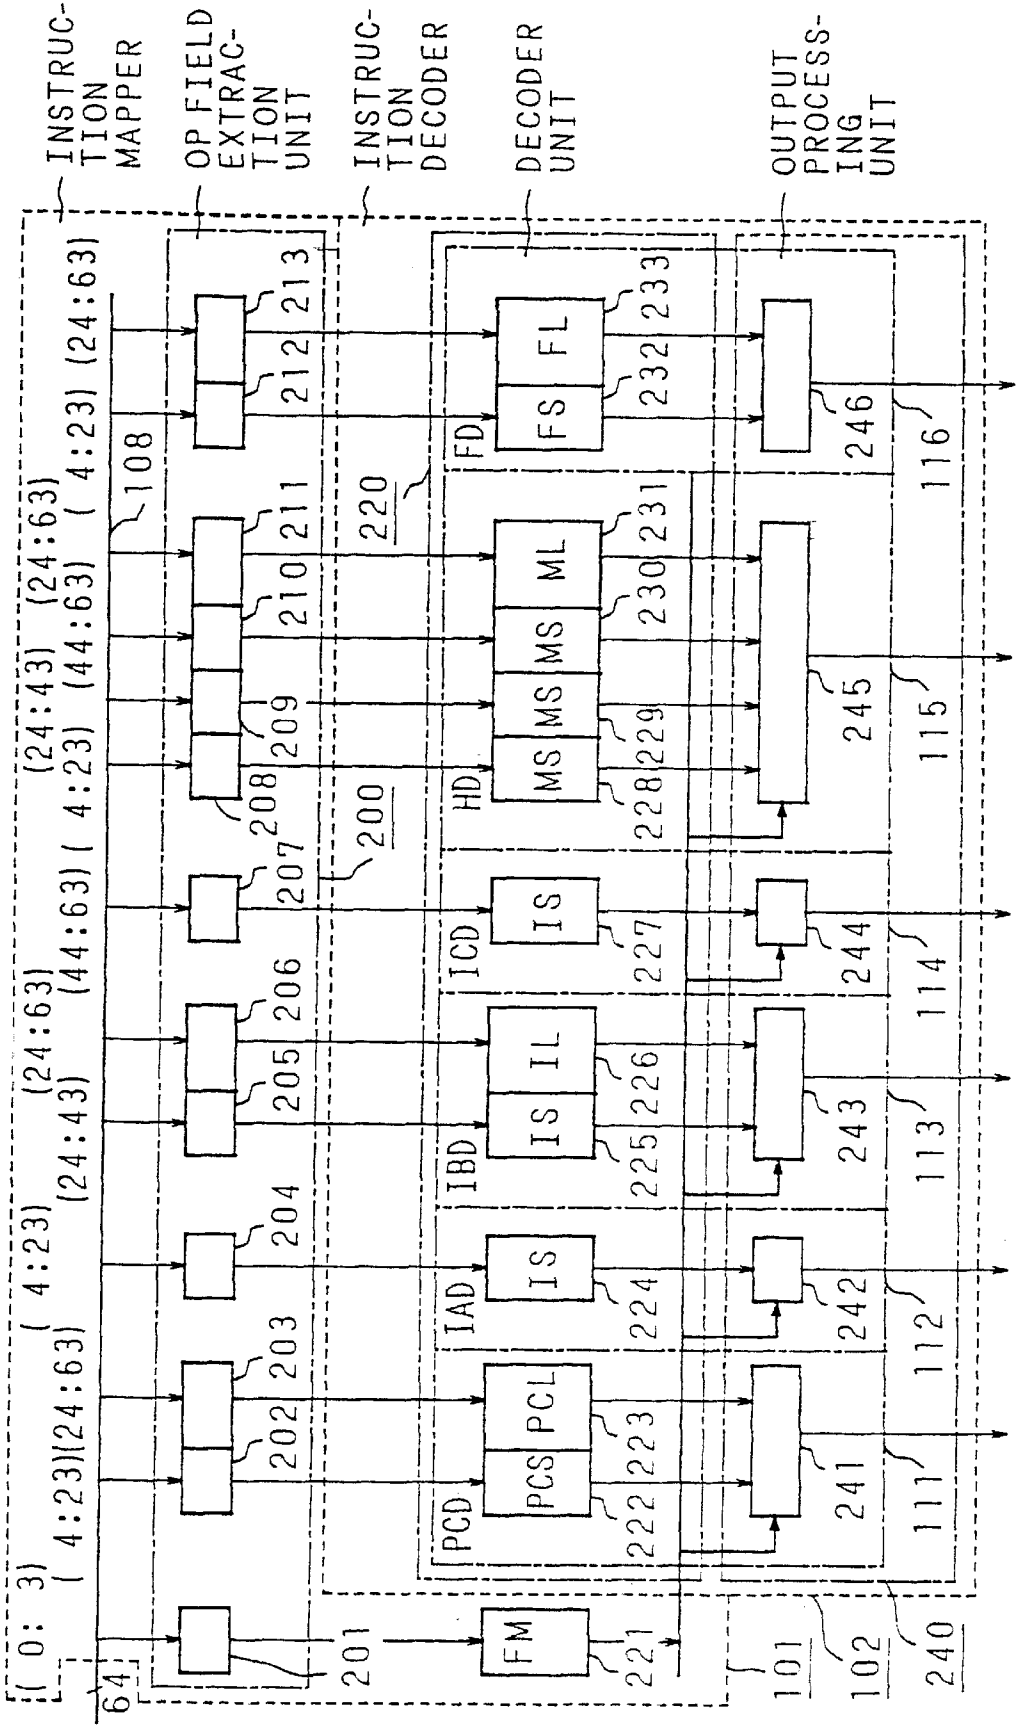 ( 0: 3)
( 4:23)(24:63)
( 4:23)
(24:43)
(24:63)
(44:63)
( 4:23)
(24:43)
(44:63)
(24:63)
( 4:23)
(24:63)
INSTRUC-
TION
MAPPER
64
108
201
202
203
204
205
206
207
208
209
210
211
212
213
OP FIELD
EXTRAC-
TION
UNIT
200
220
INSTRUC-
TION
DECODER
PCD
IAD
IBD
ICD
HD
FD
FM
PCS
PCL
IS
IS
IL
IS
MS
MS
MS
ML
FS
FL
DECODER
UNIT
221
222
223
224
225
226
227
228
229
230
231
232
233
241
242
243
244
245
246
OUTPUT
PROCESS-
ING
UNIT
101
102
240
111
112
113
114
115
116